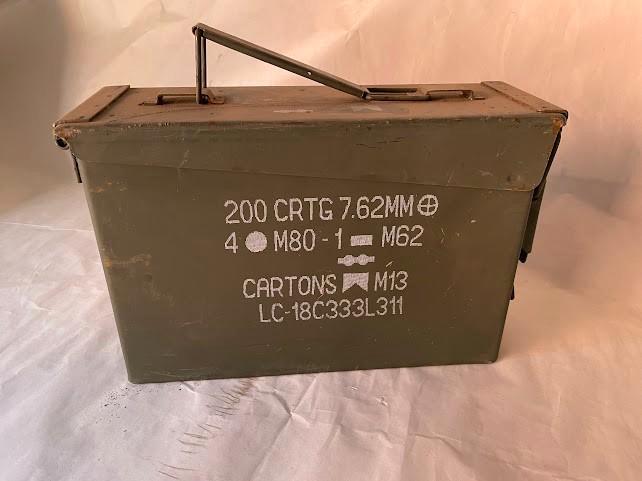 200 CRTG 7.62MM ⊕
4 ● M80 - 1 ▬ M62
CARTONS M13
LC-18C333L311